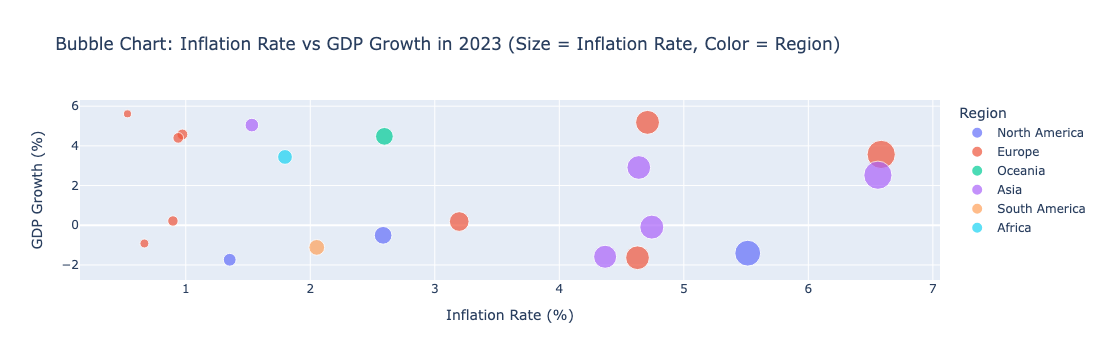 Bubble Chart: Inflation Rate vs GDP Growth in 2023 (Size = Inflation Rate, Color = Region)
GDP Growth (%)
6
4
2
0
−2
1 2 3 4 5 6 7
Inflation Rate (%)
Region
North America
Europe
Oceania
Asia
South America
Africa